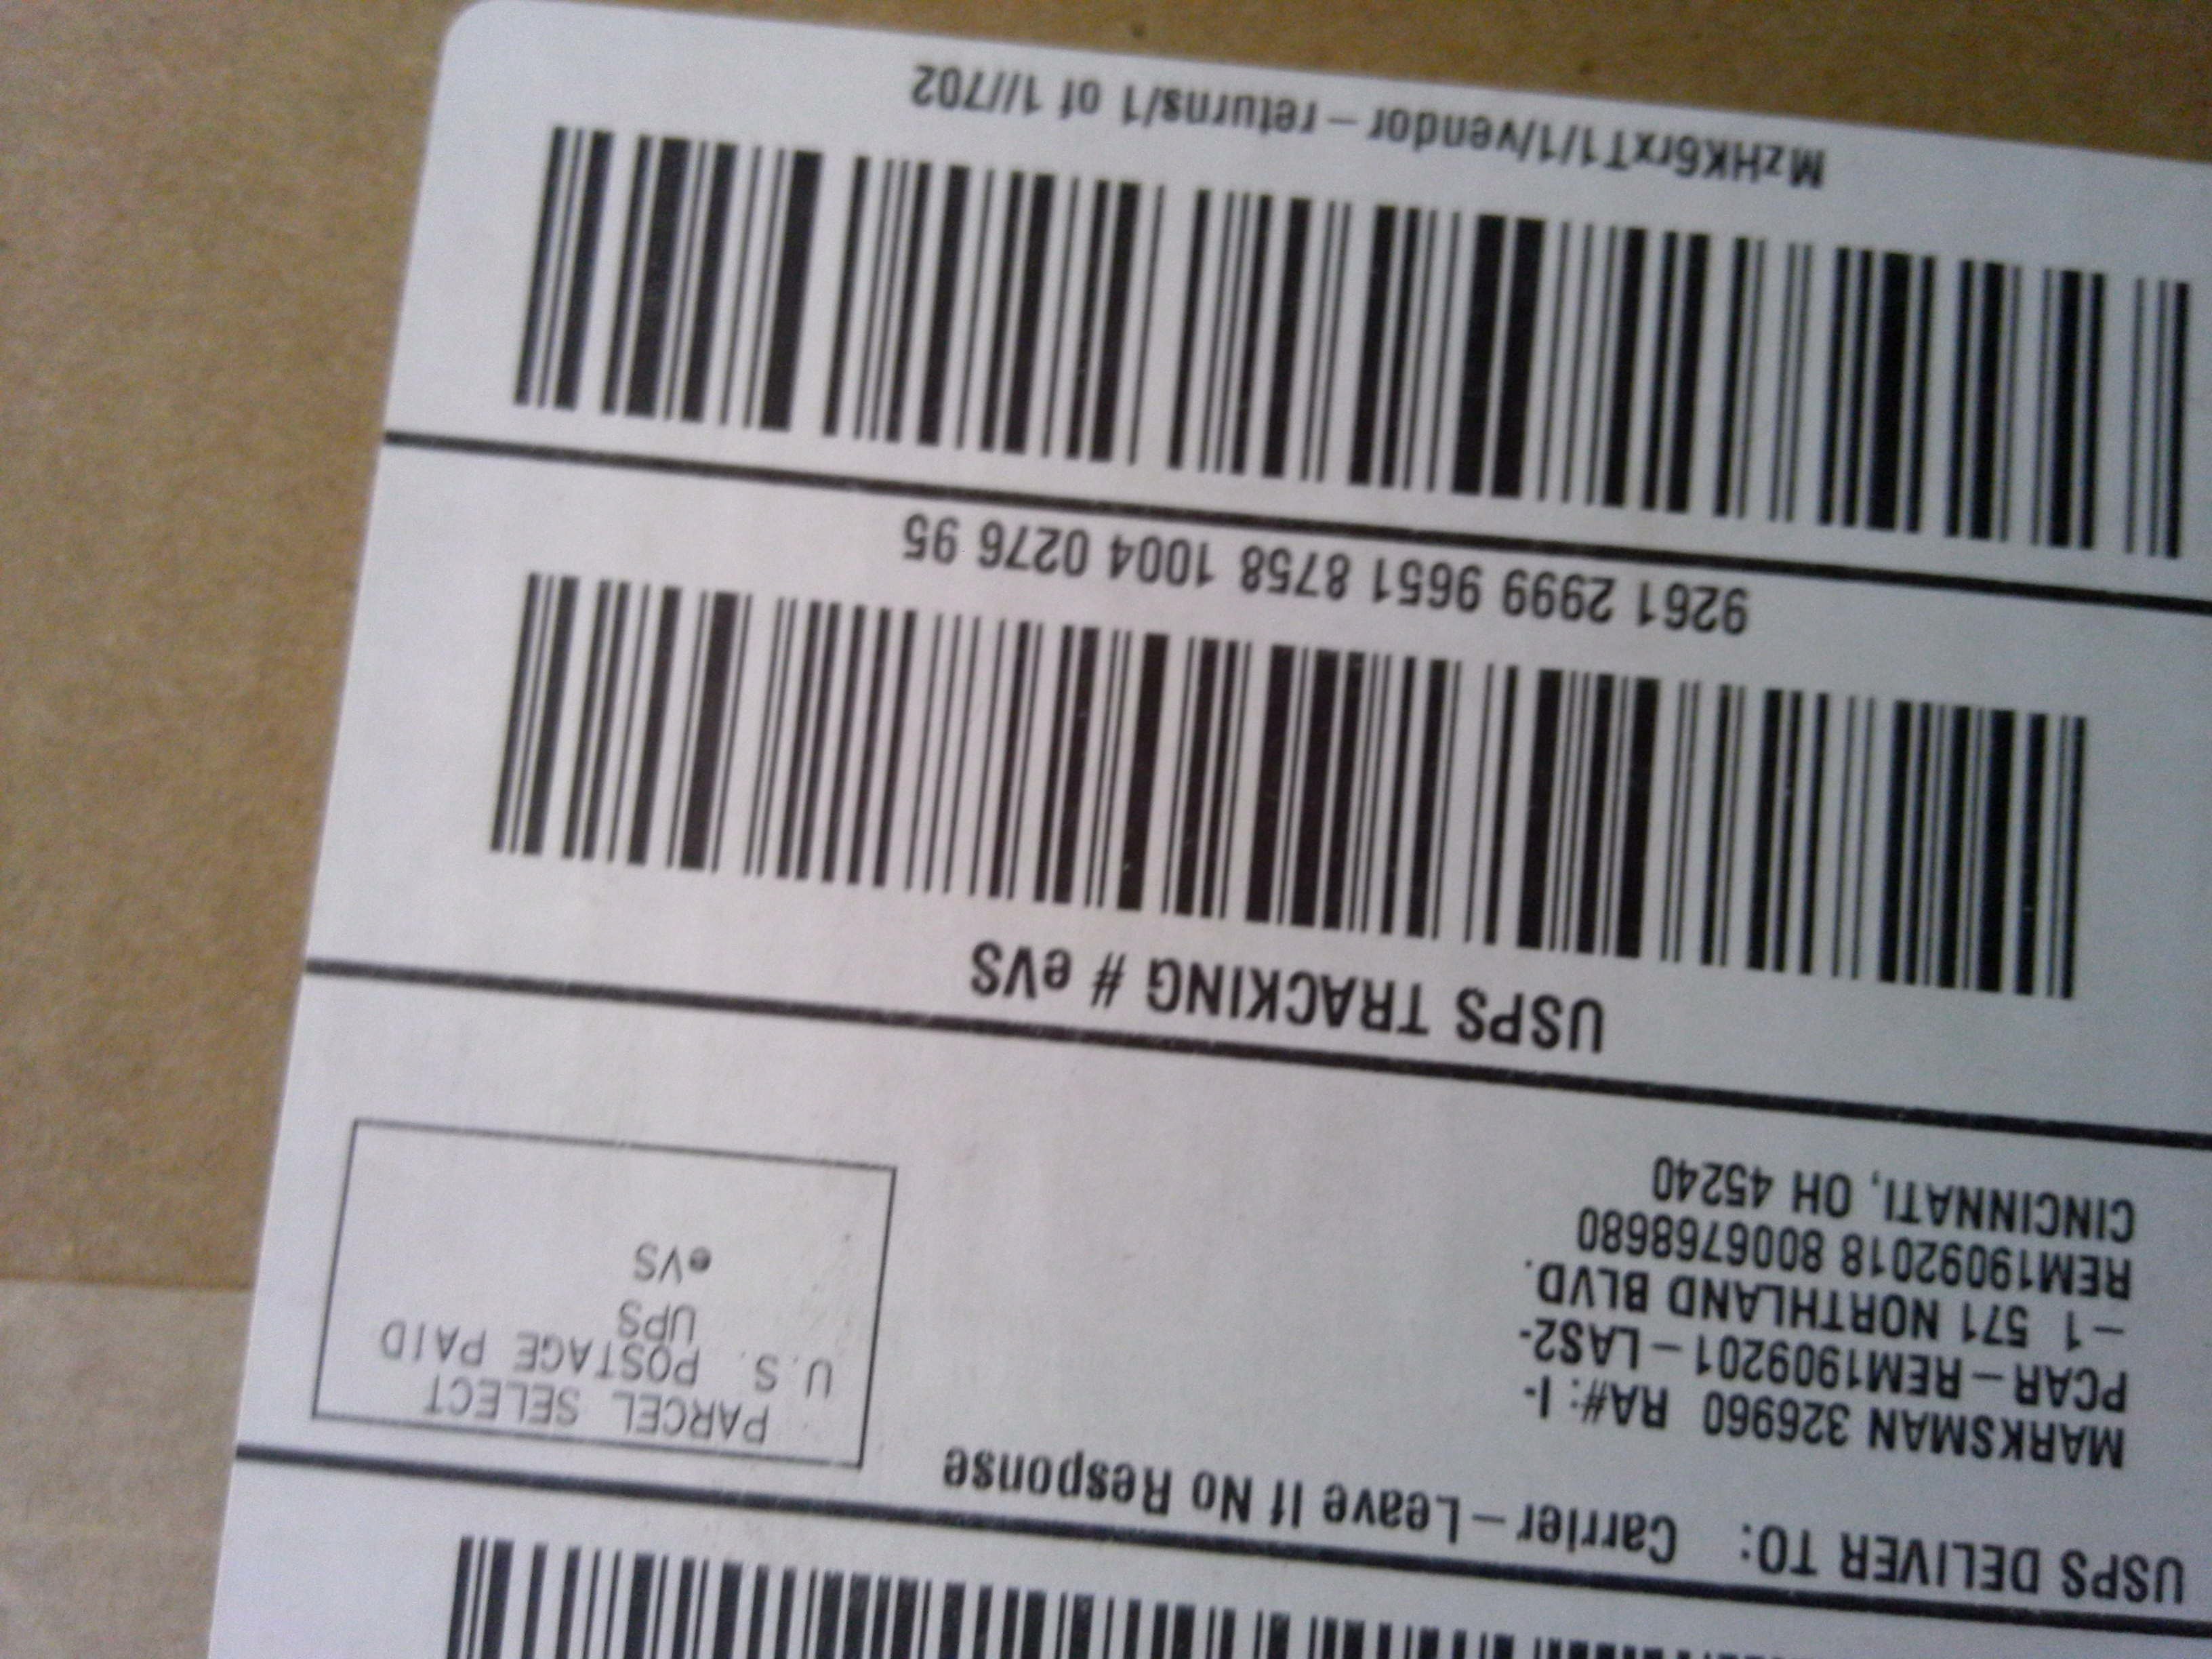 USPS DELIVER TO: Carrier – Leave If No Response
MARKSMAN 326960 RA#: I-
PCAR – REM1909201 – LAS2-
– 1 571 NORTHLAND BLVD.
REM19092018 8006768680
CINCINNATI, OH 45240
PARCEL SELECT
U.S. POSTAGE PAID
UPS
eVS
USPS TRACKING # eVS
9261 2999 9651 8758 1004 0276 95
MzHK6rxT1/1/vendor – returns/1 of 1//702